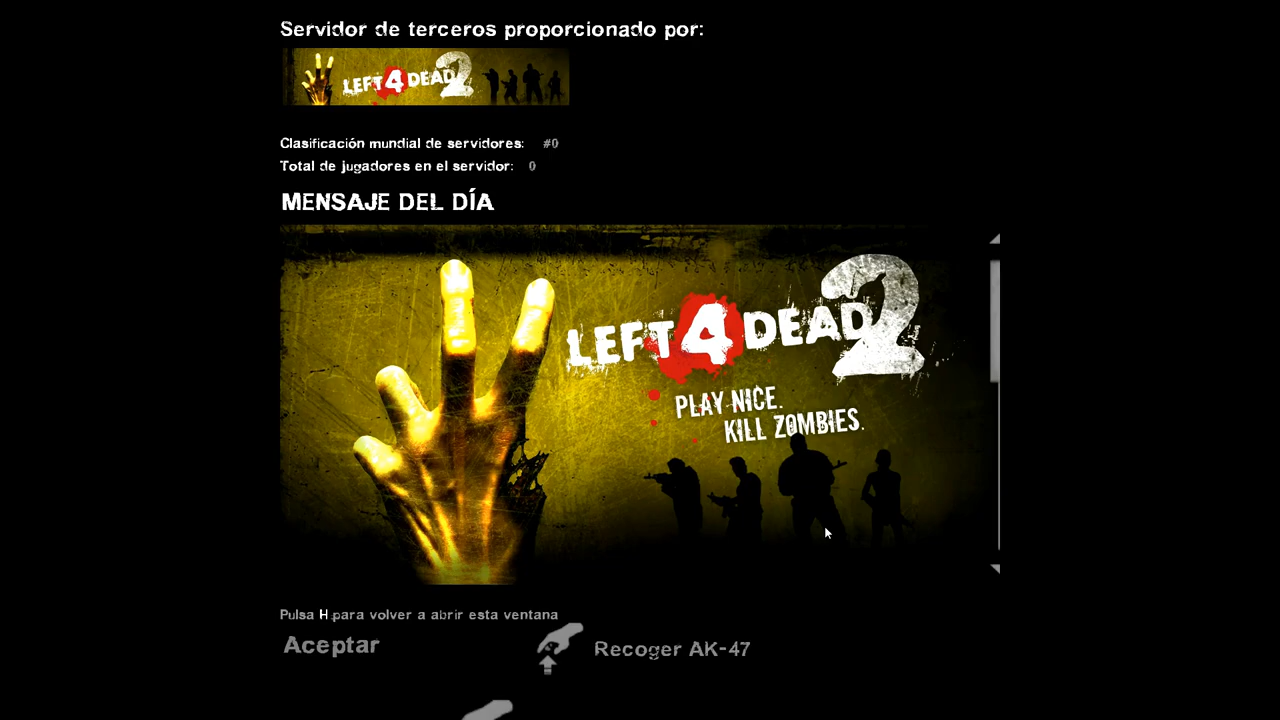 Servidor de terceros proporcionado por:
LEFT 4 DEAD 2
Clasificación mundial de servidores: #0
Total de jugadores en el servidor: 0
MENSAJE DEL DÍA
LEFT 4 DEAD 2
PLAY NICE.
KILL ZOMBIES.
Pulsa H para volver a abrir esta ventana
Aceptar
Recoger AK-47